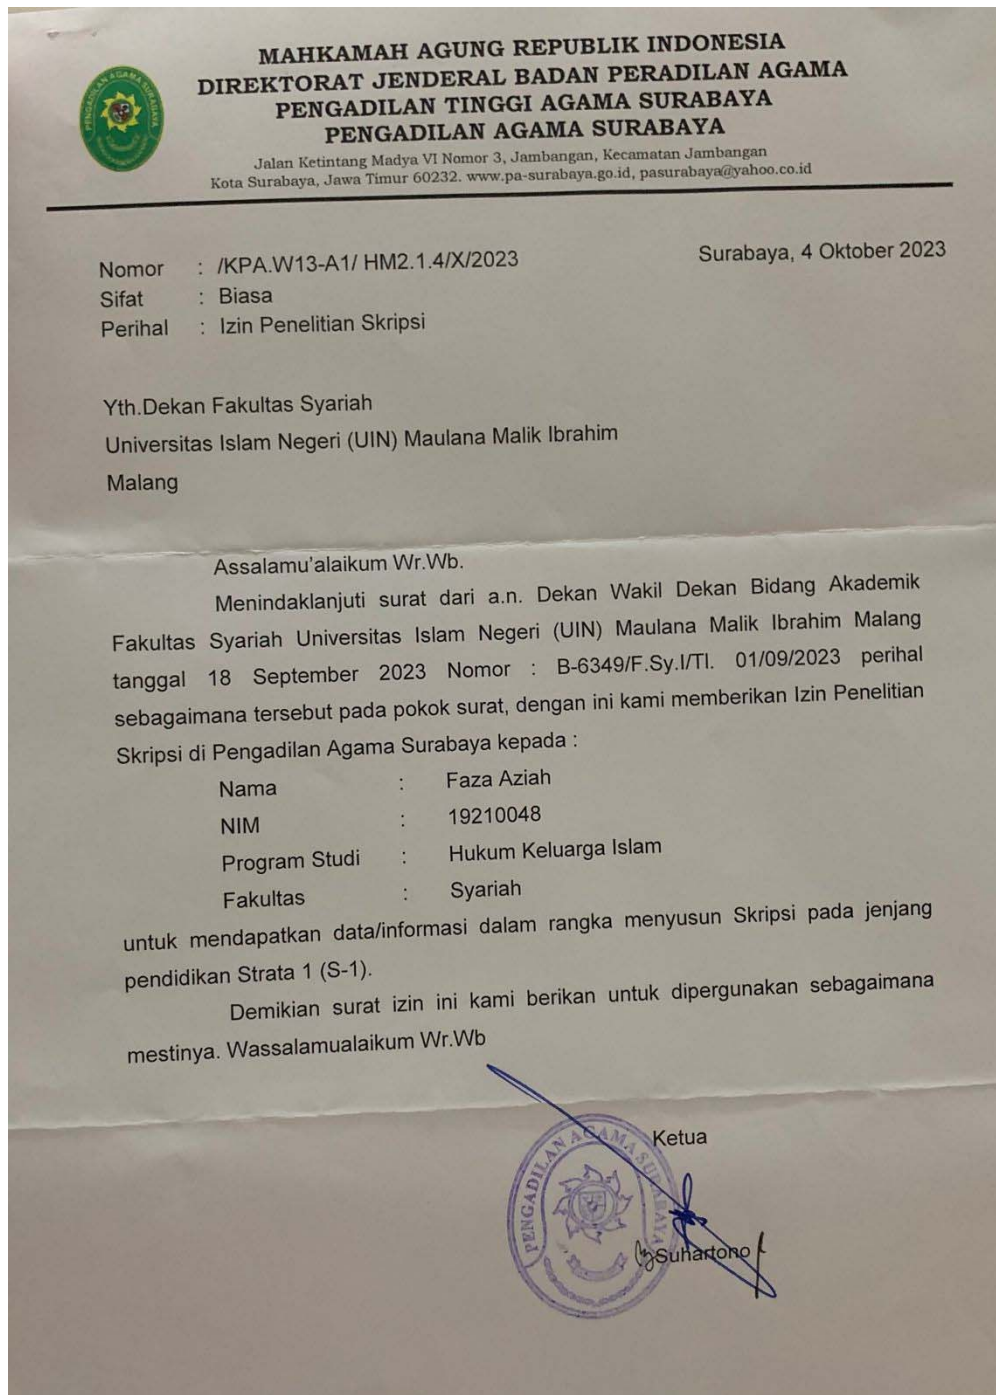 MAHKAMAH AGUNG REPUBLIK INDONESIA
DIREKTORAT JENDERAL BADAN PERADILAN AGAMA
PENGADILAN TINGGI AGAMA SURABAYA
PENGADILAN AGAMA SURABAYA
Jalan Ketintang Madya VI Nomor 3, Jambangan, Kecamatan Jambangan
Kota Surabaya, Jawa Timur 60232. www.pa-surabaya.go.id, pasurabaya@yahoo.co.id
PENGADILAN AGAMA SURABAYA
Nomor : /KPA.W13-A1/ HM2.1.4/X/2023
Surabaya, 4 Oktober 2023
Sifat : Biasa
Perihal : Izin Penelitian Skripsi
Yth.Dekan Fakultas Syariah
Universitas Islam Negeri (UIN) Maulana Malik Ibrahim
Malang
Assalamu'alaikum Wr.Wb.
Menindaklanjuti surat dari a.n. Dekan Wakil Dekan Bidang Akademik
Fakultas Syariah Universitas Islam Negeri (UIN) Maulana Malik Ibrahim Malang
tanggal 18 September 2023 Nomor : B-6349/F.Sy.I/Tl. 01/09/2023 perihal
sebagaimana tersebut pada pokok surat, dengan ini kami memberikan Izin Penelitian
Skripsi di Pengadilan Agama Surabaya kepada :
Nama : Faza Aziah
NIM : 19210048
Program Studi : Hukum Keluarga Islam
Fakultas : Syariah
untuk mendapatkan data/informasi dalam rangka menyusun Skripsi pada jenjang
pendidikan Strata 1 (S-1).
Demikian surat izin ini kami berikan untuk dipergunakan sebagaimana
mestinya. Wassalamualaikum Wr.Wb
Ketua
PENGADILAN AGAMA SURABAYA
Suhartono